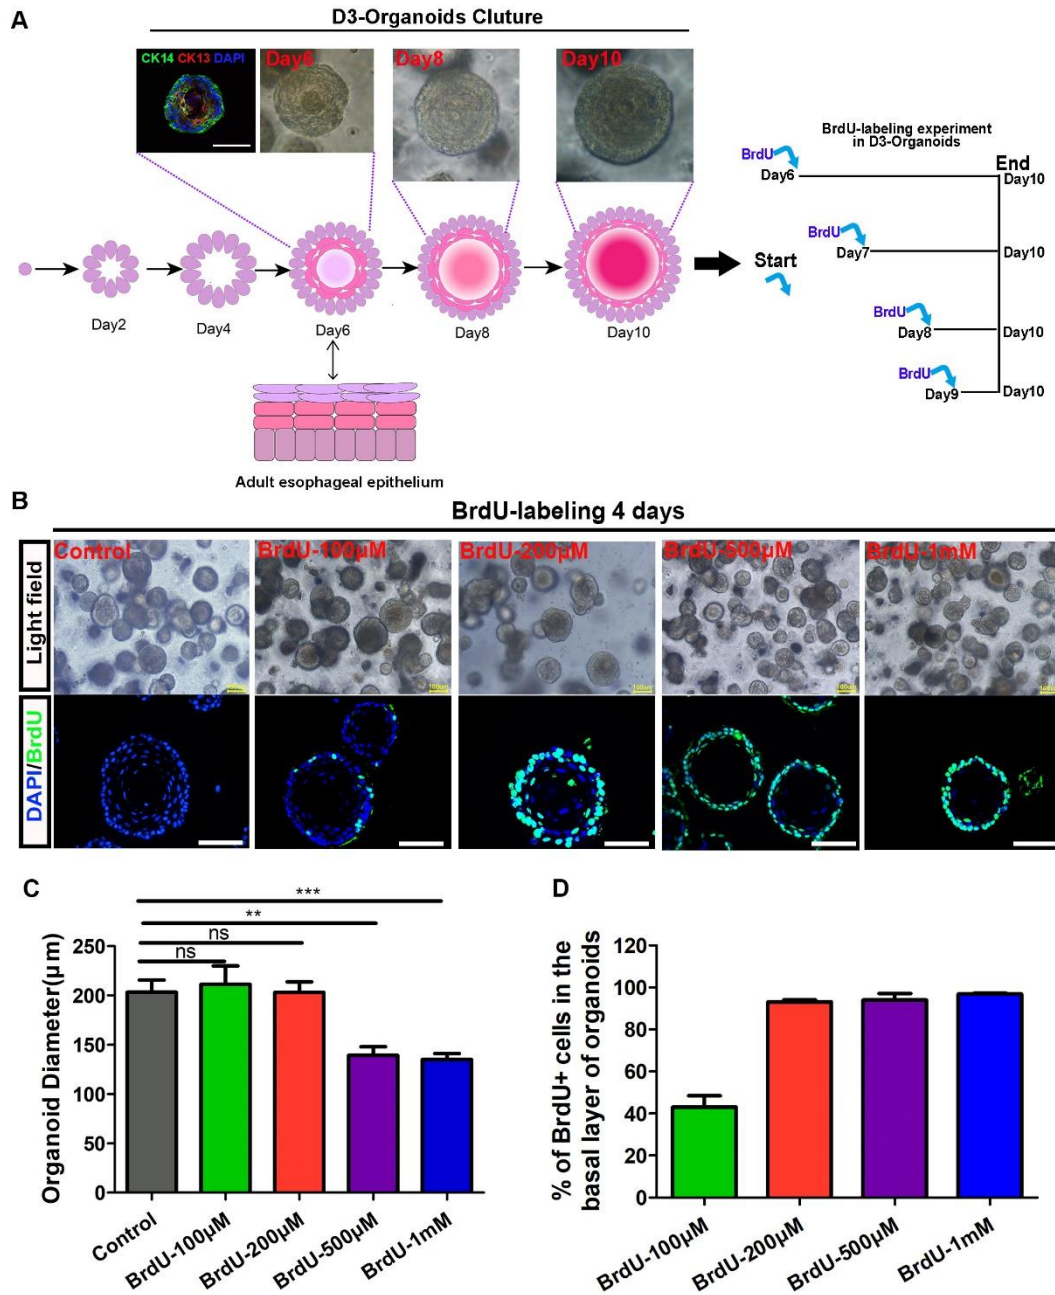 A
D3-Organoids Cluture
CK14 CK13 DAPI
Day6
Day8
Day10
BrdU-labeling experiment
in D3-Organoids
BrdU
Day6
End
Day10
BrdU
Day7
Day10
Start
BrdU
Day8
Day10
BrdU
Day9
Day10
Day2
Day4
Day6
Day8
Day10
Adult esophageal epithelium
B
BrdU-labeling 4 days
Light field
Control
BrdU-100μM
BrdU-200μM
BrdU-500μM
BrdU-1mM
100um
100um
100um
100um
100um
DAPI/BrdU
C
***
**
ns
ns
Organoid Diameter(μm)
250
200
150
100
50
0
Control
BrdU-100μM
BrdU-200μM
BrdU-500μM
BrdU-1mM
D
% of BrdU+ cells in the
basal layer of organoids
120
100
80
60
40
20
0
BrdU-100μM
BrdU-200μM
BrdU-500μM
BrdU-1mM